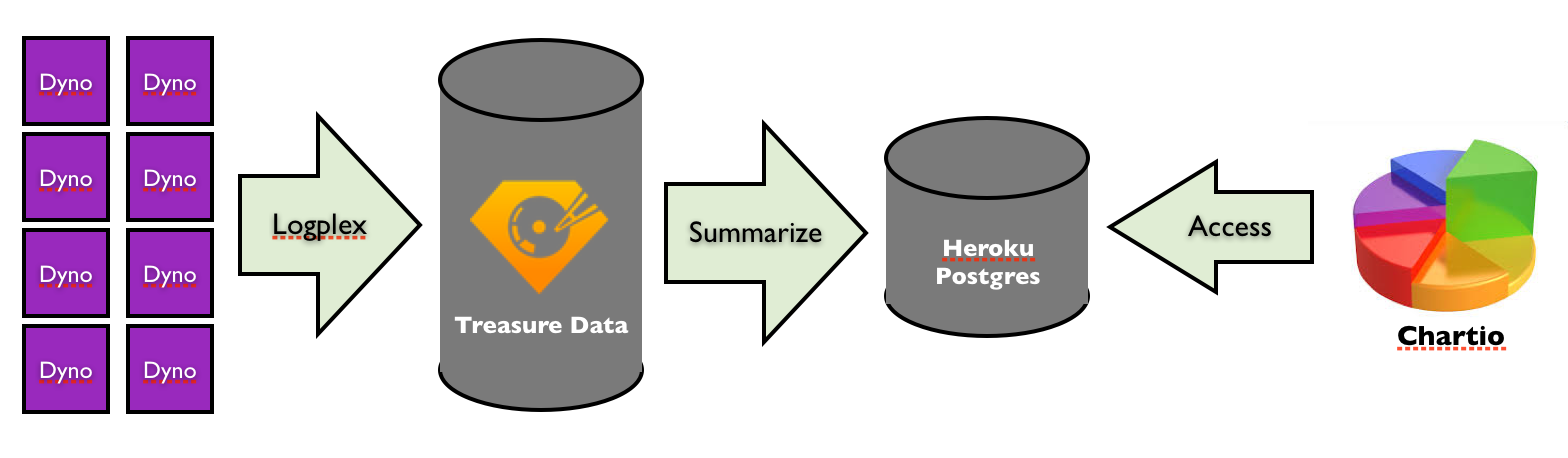 Dyno Dyno
Dyno Dyno
Dyno Dyno
Dyno Dyno
Logplex
Treasure Data
Summarize
Heroku
Postgres
Access
Chartio